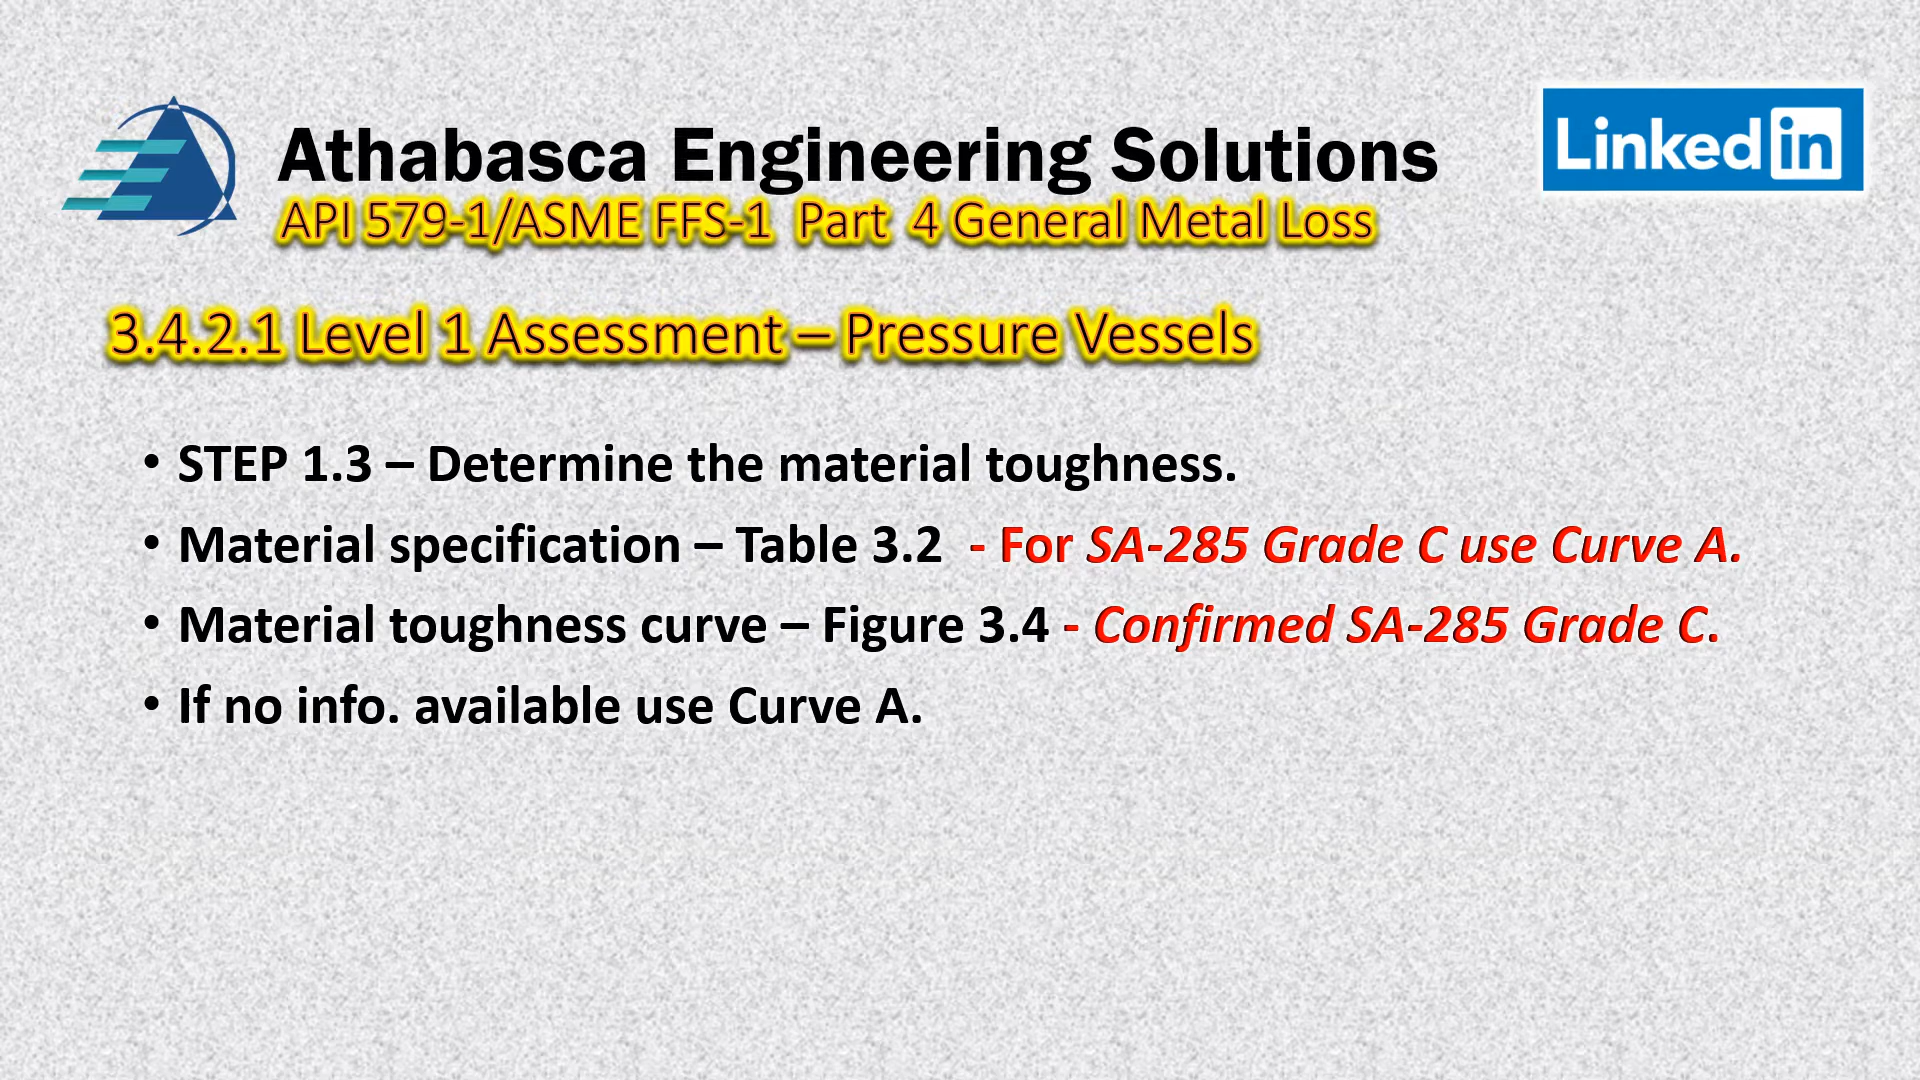 Athabasca Engineering Solutions
Linked in
API 579-1/ASME FFS-1 Part 4 General Metal Loss
3.4.2.1 Level 1 Assessment – Pressure Vessels
• STEP 1.3 – Determine the material toughness.
• Material specification – Table 3.2 - For SA-285 Grade C use Curve A.
• Material toughness curve – Figure 3.4 - Confirmed SA-285 Grade C.
• If no info. available use Curve A.